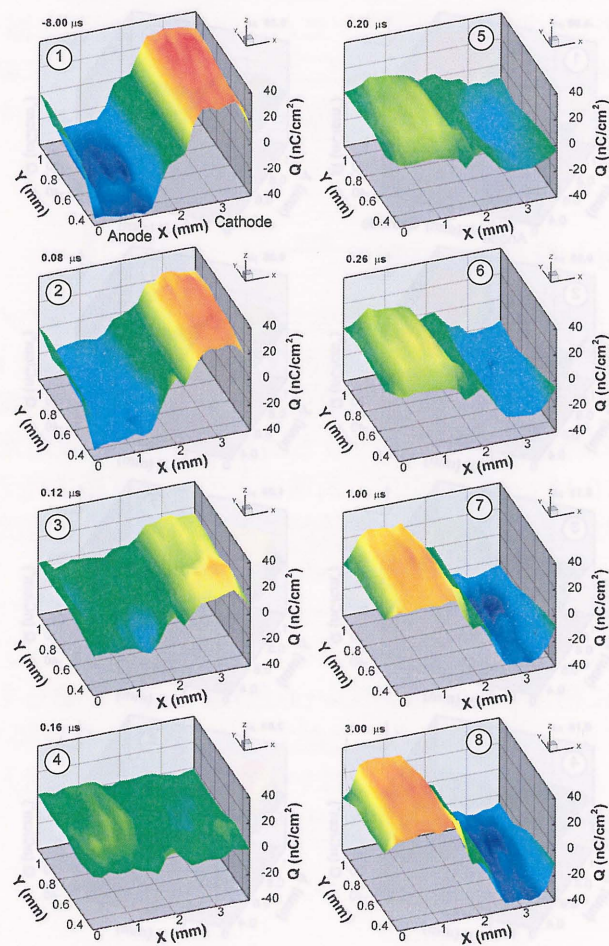 -8.00 μs
1
Z
Y
X
40
20
0
-20
-40
Q (nC/cm²)
1
0.8
0.6
0.4
Y (mm)
0
1
2
3
Anode
X (mm)
Cathode
0.08 μs
2
Z
Y
X
40
20
0
-20
-40
Q (nC/cm²)
1
0.8
0.6
0.4
Y (mm)
0
1
2
3
X (mm)
0.12 μs
3
Z
Y
X
40
20
0
-20
-40
Q (nC/cm²)
1
0.8
0.6
0.4
Y (mm)
0
1
2
3
X (mm)
0.16 μs
4
Z
Y
X
40
20
0
-20
-40
Q (nC/cm²)
1
0.8
0.6
0.4
Y (mm)
0
1
2
3
X (mm)
0.20 μs
5
Z
Y
X
40
20
0
-20
-40
Q (nC/cm²)
1
0.8
0.6
0.4
Y (mm)
0
1
2
3
X (mm)
0.26 μs
6
Z
Y
X
40
20
0
-20
-40
Q (nC/cm²)
1
0.8
0.6
0.4
Y (mm)
0
1
2
3
X (mm)
1.00 μs
7
Z
Y
X
40
20
0
-20
-40
Q (nC/cm²)
1
0.8
0.6
0.4
Y (mm)
0
1
2
3
X (mm)
3.00 μs
8
Z
Y
X
40
20
0
-20
-40
Q (nC/cm²)
1
0.8
0.6
0.4
Y (mm)
0
1
2
3
X (mm)